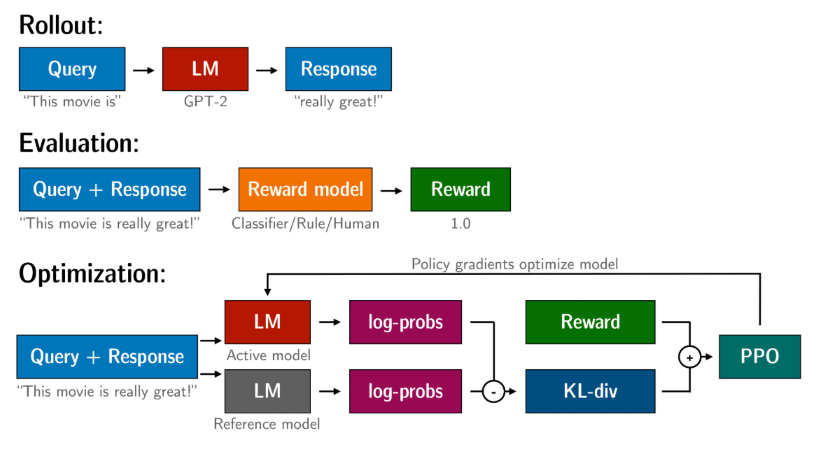 Rollout:
Query
LM
Response
“This movie is”
GPT-2
“really great!”
Evaluation:
Query + Response
Reward model
Reward
“This movie is really great!”
Classifier/Rule/Human
1.0
Optimization:
Policy gradients optimize model
LM
log-probs
Reward
Query + Response
Active model
+
PPO
“This movie is really great!”
LM
log-probs
-
KL-div
Reference model